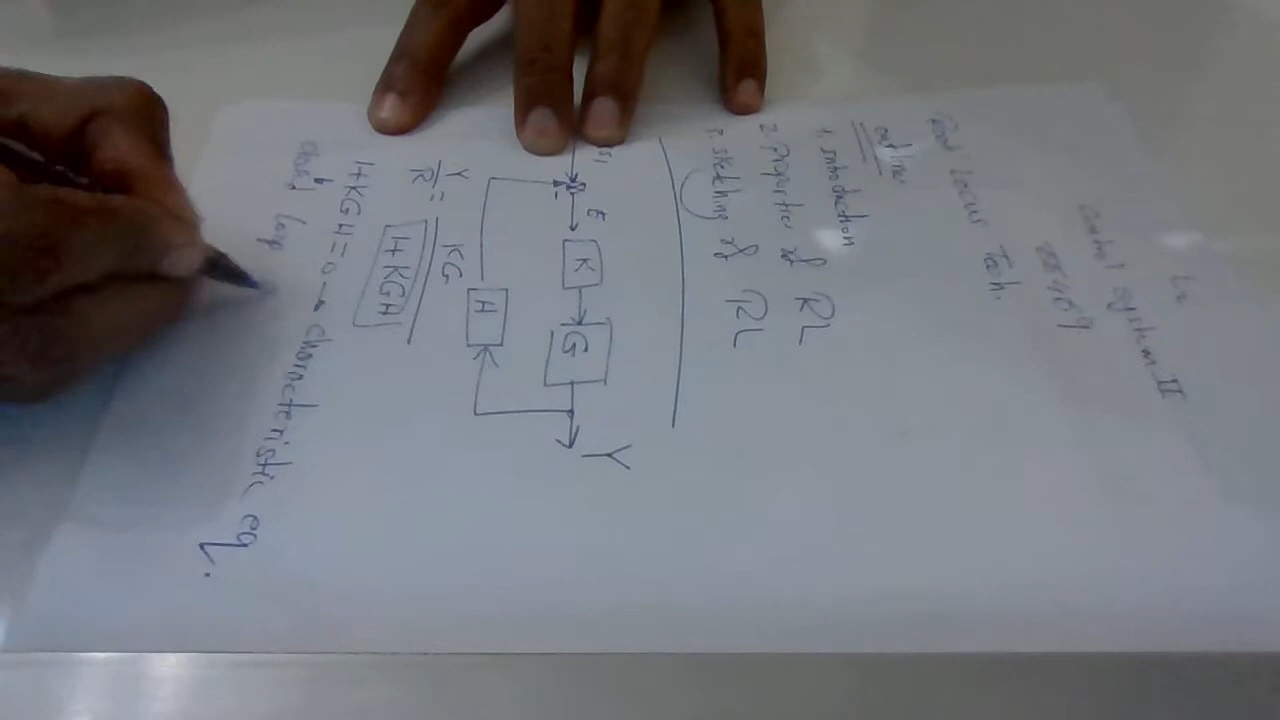 control system II
EE409
Root Locus Tech.
outline
1. introduction
2. Properties of RL
3. sketching of RL
E
K
G
Y
H
Y/R = KG / 1+KGH
1+KGH=0 → characteristic eq.
closed loop